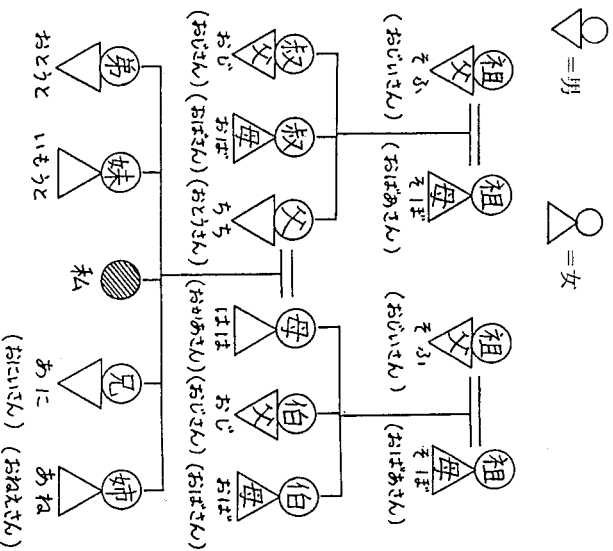 =男
=女
祖父
そふ
(おじいさん)
祖母
そぼ
(おばあさん)
祖父
そふ
(おじいさん)
祖母
そぼ
(おばあさん)
叔父
おじ
(おじさん)
叔母
おば
(おばさん)
父
ちち
(おとうさん)
母
はは
(おかあさん)
伯父
おじ
(おじさん)
伯母
おば
(おばさん)
弟
おとうと
妹
いもうと
私
兄
あに
(おにいさん)
姉
あね
(おねえさん)